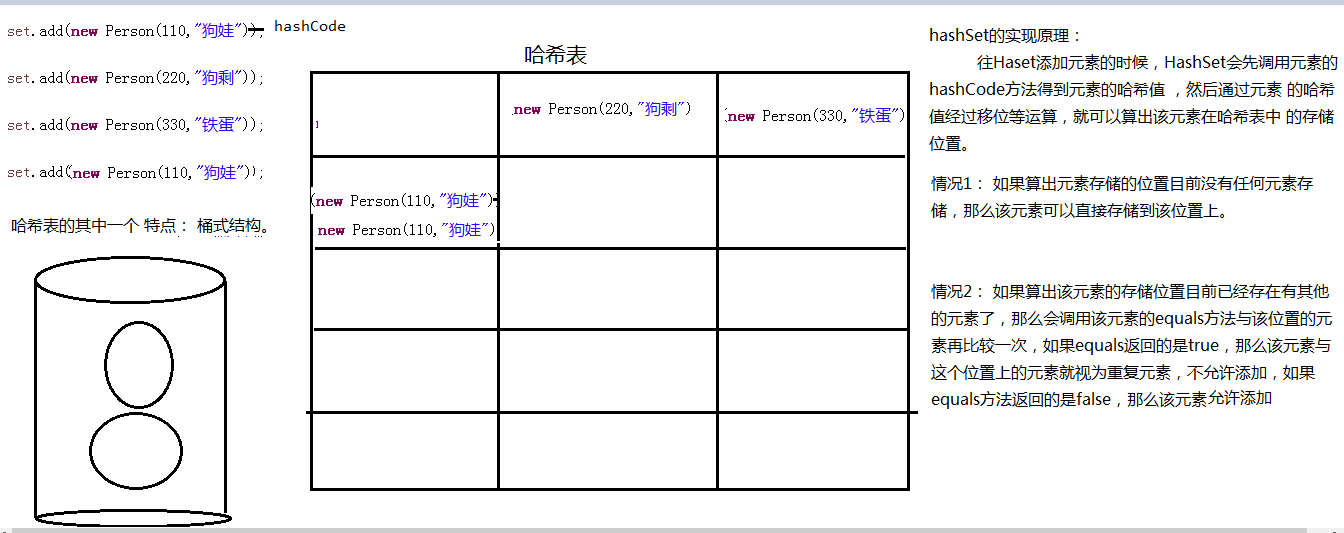 set.add(new Person(110,"狗娃"));
hashCode
set.add(new Person(220,"狗剩"));
set.add(new Person(330,"铁蛋"));
set.add(new Person(110,"狗娃"));
哈希表的其中一个 特点： 桶式结构。
哈希表
new Person(220,"狗剩")
(new Person(330,"铁蛋")
(new Person(110,"狗娃")
new Person(110,"狗娃")
hashSet的实现原理：
往Haset添加元素的时候，HashSet会先调用元素的
hashCode方法得到元素的哈希值 ，然后通过元素 的哈希
值经过移位等运算，就可以算出该元素在哈希表中 的存储
位置。
情况1： 如果算出元素存储的位置目前没有任何元素存
储，那么该元素可以直接存储到该位置上。
情况2： 如果算出该元素的存储位置目前已经存在有其他
的元素了，那么会调用该元素的equals方法与该位置的元
素再比较一次，如果equals返回的是true，那么该元素与
这个位置上的元素就视为重复元素，不允许添加，如果
equals方法返回的是false，那么该元素允许添加